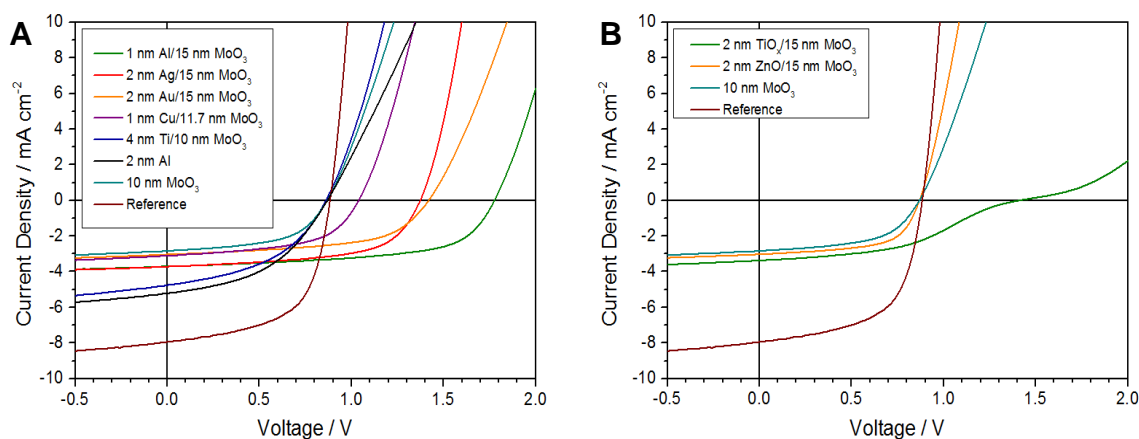 A
10
8
6
4
2
0
-2
-4
-6
-8
-10
Current Density / mA cm⁻²
1 nm Al/15 nm MoO₃
2 nm Ag/15 nm MoO₃
2 nm Au/15 nm MoO₃
1 nm Cu/11.7 nm MoO₃
4 nm Ti/10 nm MoO₃
2 nm Al
10 nm MoO₃
Reference
-0.5 0.0 0.5 1.0 1.5 2.0
Voltage / V
B
10
8
6
4
2
0
-2
-4
-6
-8
-10
Current Density / mA cm⁻²
2 nm TiOₓ/15 nm MoO₃
2 nm ZnO/15 nm MoO₃
10 nm MoO₃
Reference
-0.5 0.0 0.5 1.0 1.5 2.0
Voltage / V